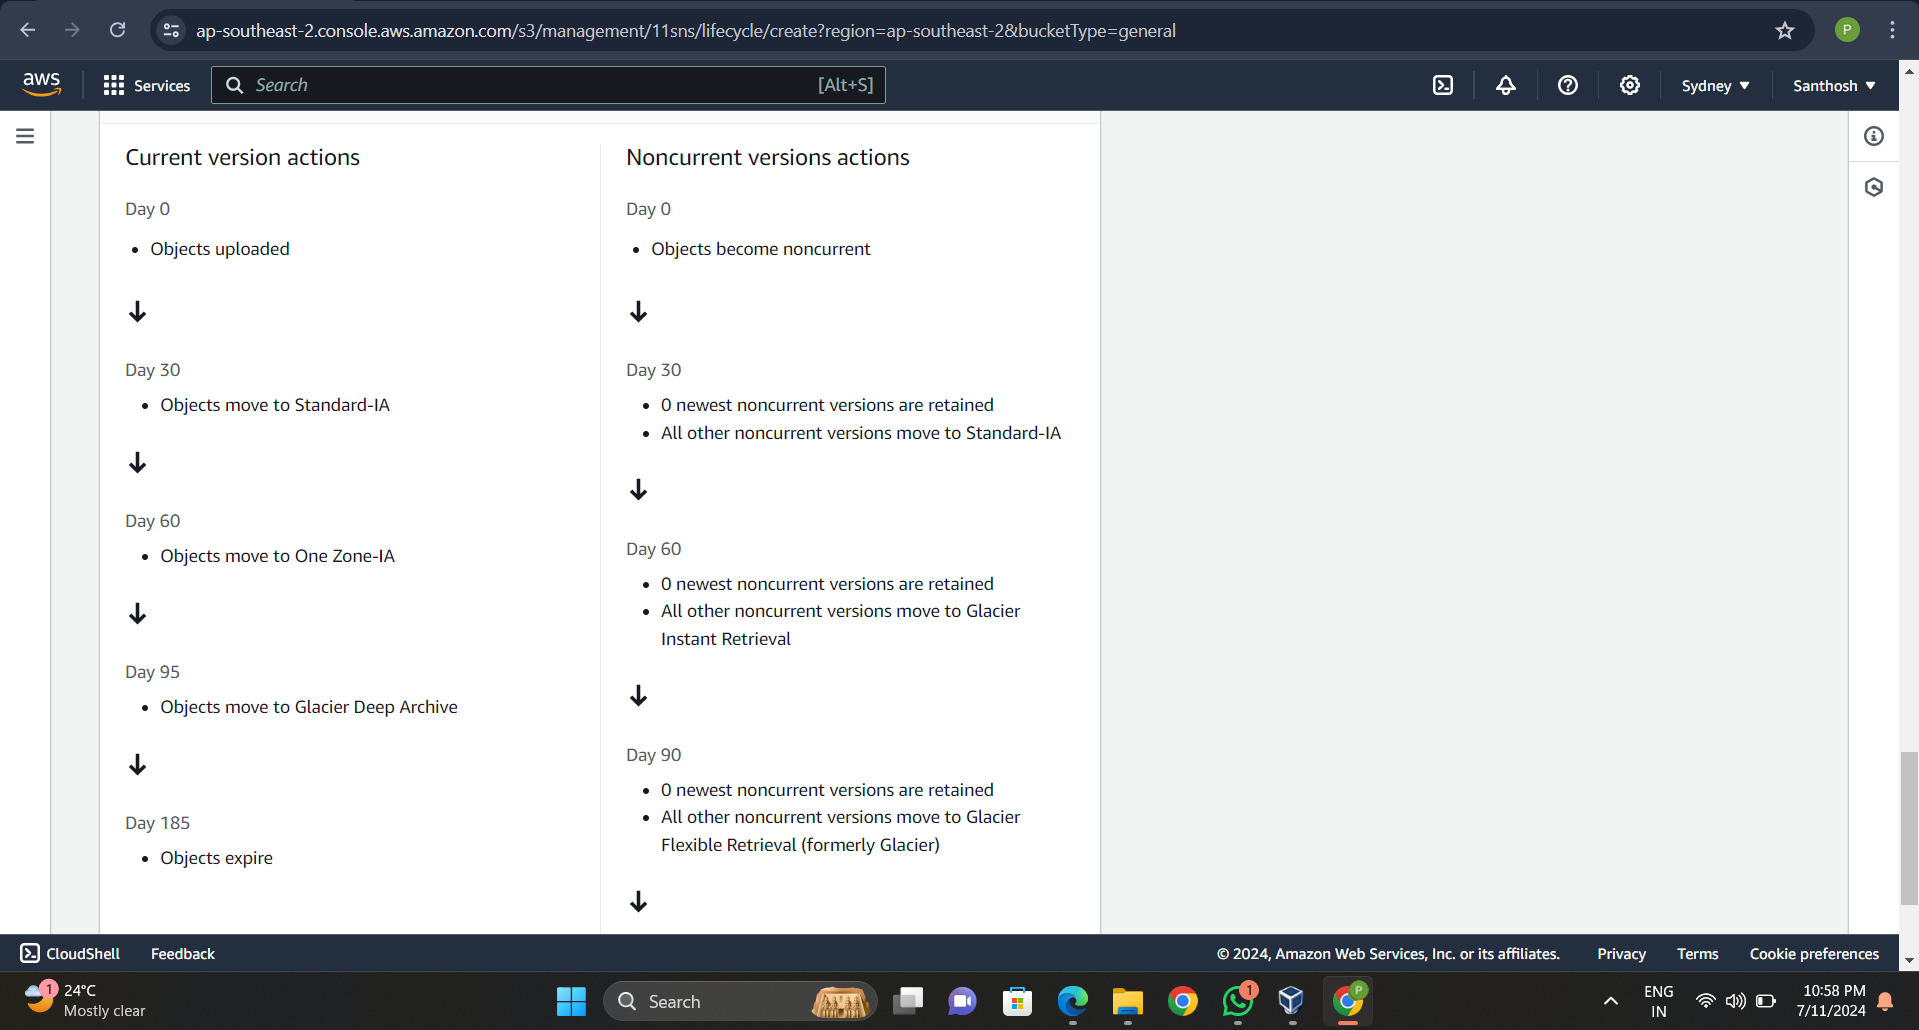 ap-southeast-2.console.aws.amazon.com/s3/management/11sns/lifecycle/create?region=ap-southeast-2&bucketType=general
P
aws
Services
Search
[Alt+S]
Sydney
Santhosh
Current version actions
Day 0
Objects uploaded
Day 30
Objects move to Standard-IA
Day 60
Objects move to One Zone-IA
Day 95
Objects move to Glacier Deep Archive
Day 185
Objects expire
Noncurrent versions actions
Day 0
Objects become noncurrent
Day 30
0 newest noncurrent versions are retained
All other noncurrent versions move to Standard-IA
Day 60
0 newest noncurrent versions are retained
All other noncurrent versions move to Glacier
Instant Retrieval
Day 90
0 newest noncurrent versions are retained
All other noncurrent versions move to Glacier
Flexible Retrieval (formerly Glacier)
CloudShell
Feedback
© 2024, Amazon Web Services, Inc. or its affiliates.
Privacy
Terms
Cookie preferences
1
24°C
Mostly clear
Search
1
P
ENG
IN
10:58 PM
7/11/2024